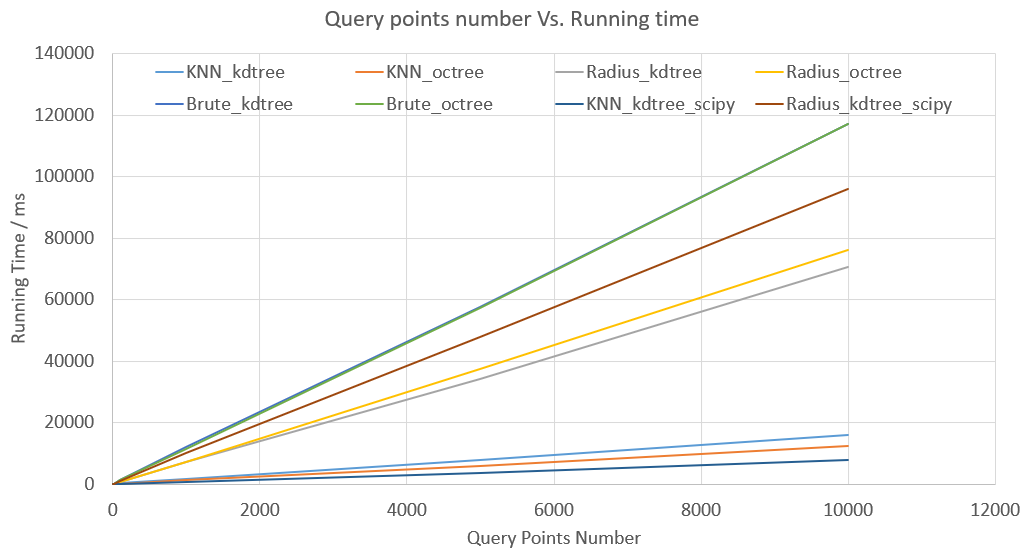 Query points number Vs. Running time
140000
120000
100000
80000
60000
40000
20000
0
Running Time / ms
KNN_kdtree KNN_octree Radius_kdtree Radius_octree
Brute_kdtree Brute_octree KNN_kdtree_scipy Radius_kdtree_scipy
0 2000 4000 6000 8000 10000 12000
Query Points Number